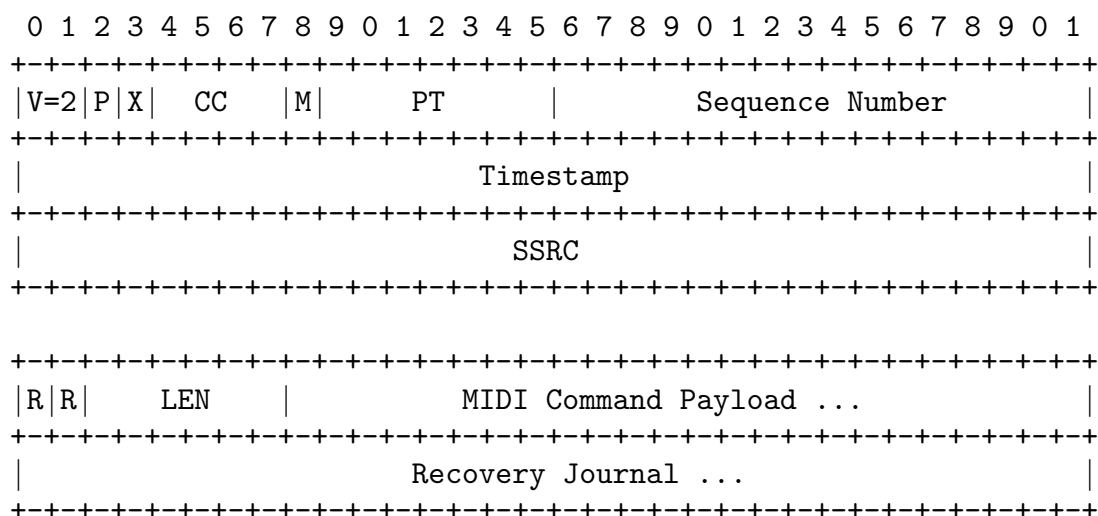 0 1 2 3 4 5 6 7 8 9 0 1 2 3 4 5 6 7 8 9 0 1 2 3 4 5 6 7 8 9 0 1
+-+-+-+-+-+-+-+-+-+-+-+-+-+-+-+-+-+-+-+-+-+-+-+-+-+-+-+-+-+-+-+-+
|V=2|P|X|  CC   |M|     PT      |        Sequence Number        |
+-+-+-+-+-+-+-+-+-+-+-+-+-+-+-+-+-+-+-+-+-+-+-+-+-+-+-+-+-+-+-+-+
|                           Timestamp                           |
+-+-+-+-+-+-+-+-+-+-+-+-+-+-+-+-+-+-+-+-+-+-+-+-+-+-+-+-+-+-+-+-+
|                             SSRC                              |
+-+-+-+-+-+-+-+-+-+-+-+-+-+-+-+-+-+-+-+-+-+-+-+-+-+-+-+-+-+-+-+-+

+-+-+-+-+-+-+-+-+-+-+-+-+-+-+-+-+-+-+-+-+-+-+-+-+-+-+-+-+-+-+-+-+
|R|R|    LEN    |          MIDI Command Payload ...             |
+-+-+-+-+-+-+-+-+-+-+-+-+-+-+-+-+-+-+-+-+-+-+-+-+-+-+-+-+-+-+-+-+
|                       Recovery Journal ...                    |
+-+-+-+-+-+-+-+-+-+-+-+-+-+-+-+-+-+-+-+-+-+-+-+-+-+-+-+-+-+-+-+-+